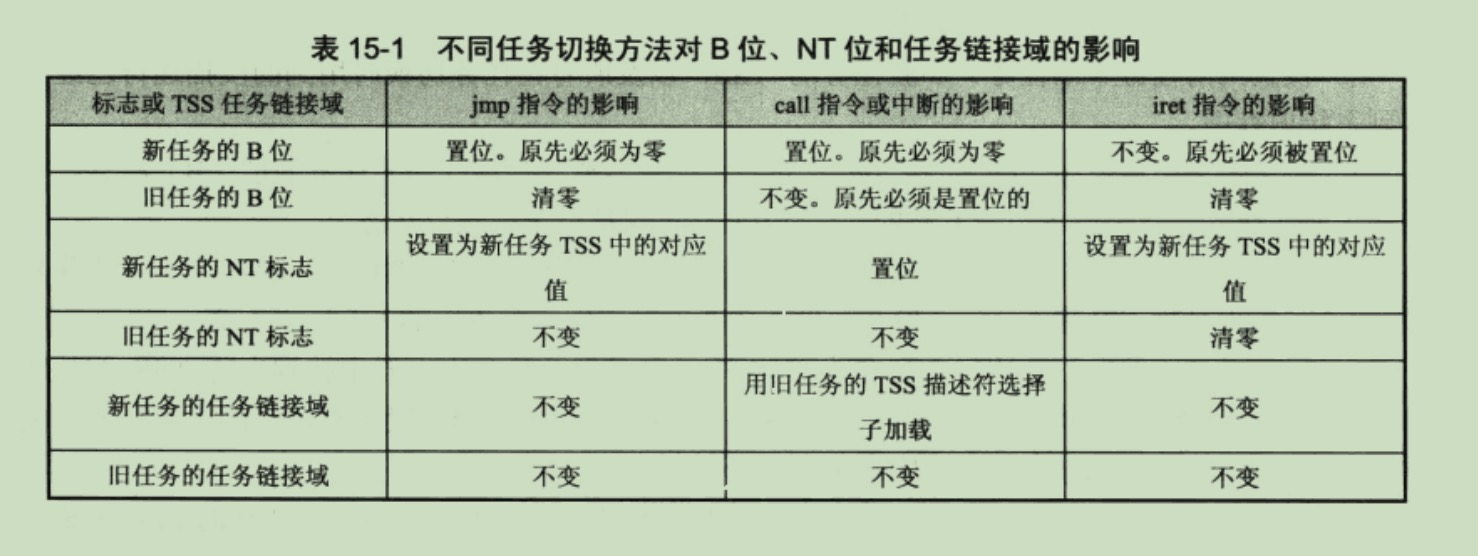 表 15-1 不同任务切换方法对 B 位、NT 位和任务链接域的影响
标志或 TSS 任务链接域 jmp 指令的影响 call 指令或中断的影响 iret 指令的影响
新任务的 B 位 置位。原先必须为零 置位。原先必须为零 不变。原先必须被置位
旧任务的 B 位 清零 不变。原先必须是置位的 清零
新任务的 NT 标志 设置为新任务 TSS 中的对应值 置位 设置为新任务 TSS 中的对应值
旧任务的 NT 标志 不变 不变 清零
新任务的任务链接域 不变 用旧任务的 TSS 描述符选择子加载 不变
旧任务的任务链接域 不变 不变 不变